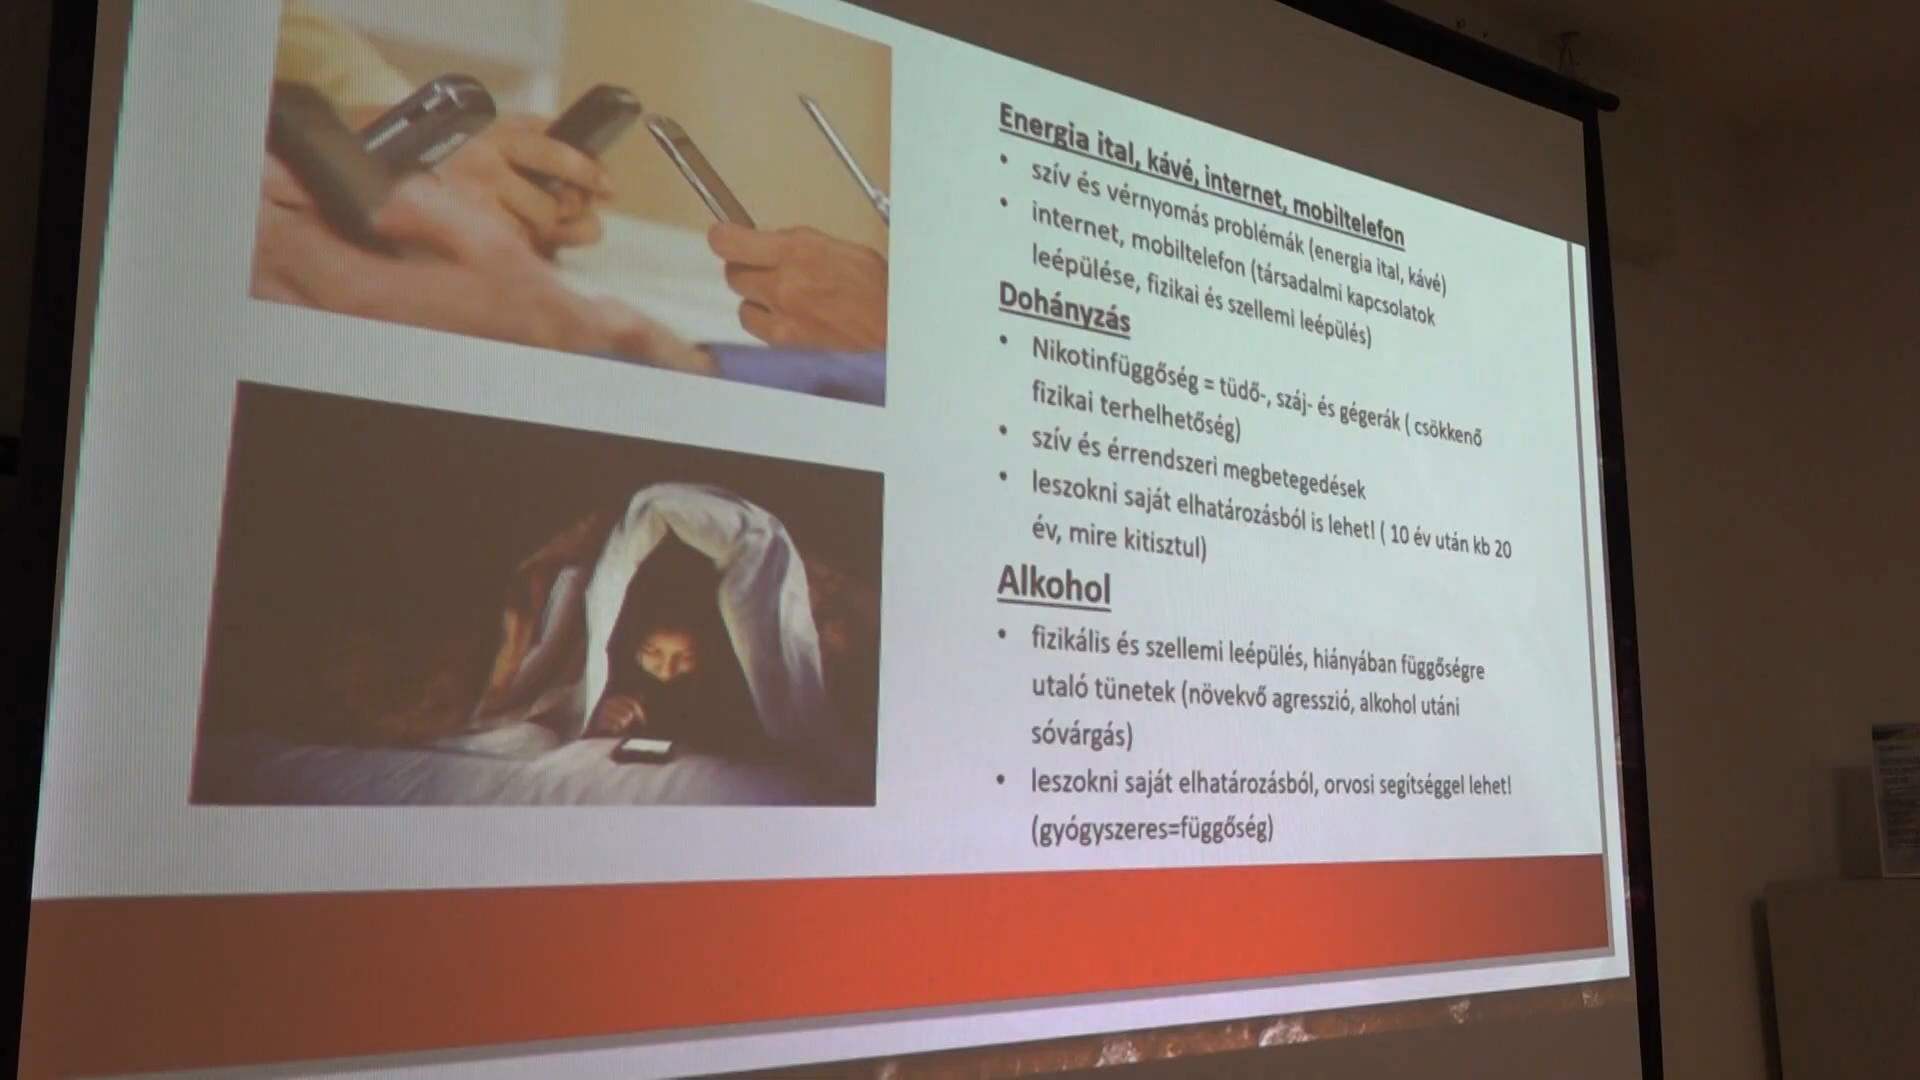 Energia ital, kávé, internet, mobiltelefon
• szív és vérnyomás problémák (energia ital, kávé)
• internet, mobiltelefon (társadalmi kapcsolatok
leépülése, fizikai és szellemi leépülés)
Dohányzás
• Nikotinfüggőség = tüdő-, száj- és gégerák ( csökkenő
fizikai terhelhetőség)
• szív és érrendszeri megbetegedések
• leszokni saját elhatározásból is lehet! ( 10 év után kb 20
év, mire kitisztul)
Alkohol
• fizikális és szellemi leépülés, hiányában függőségre
utaló tünetek (növekvő agresszió, alkohol utáni
sóvárgás)
• leszokni saját elhatározásból, orvosi segítséggel lehet!
(gyógyszeres=függőség)